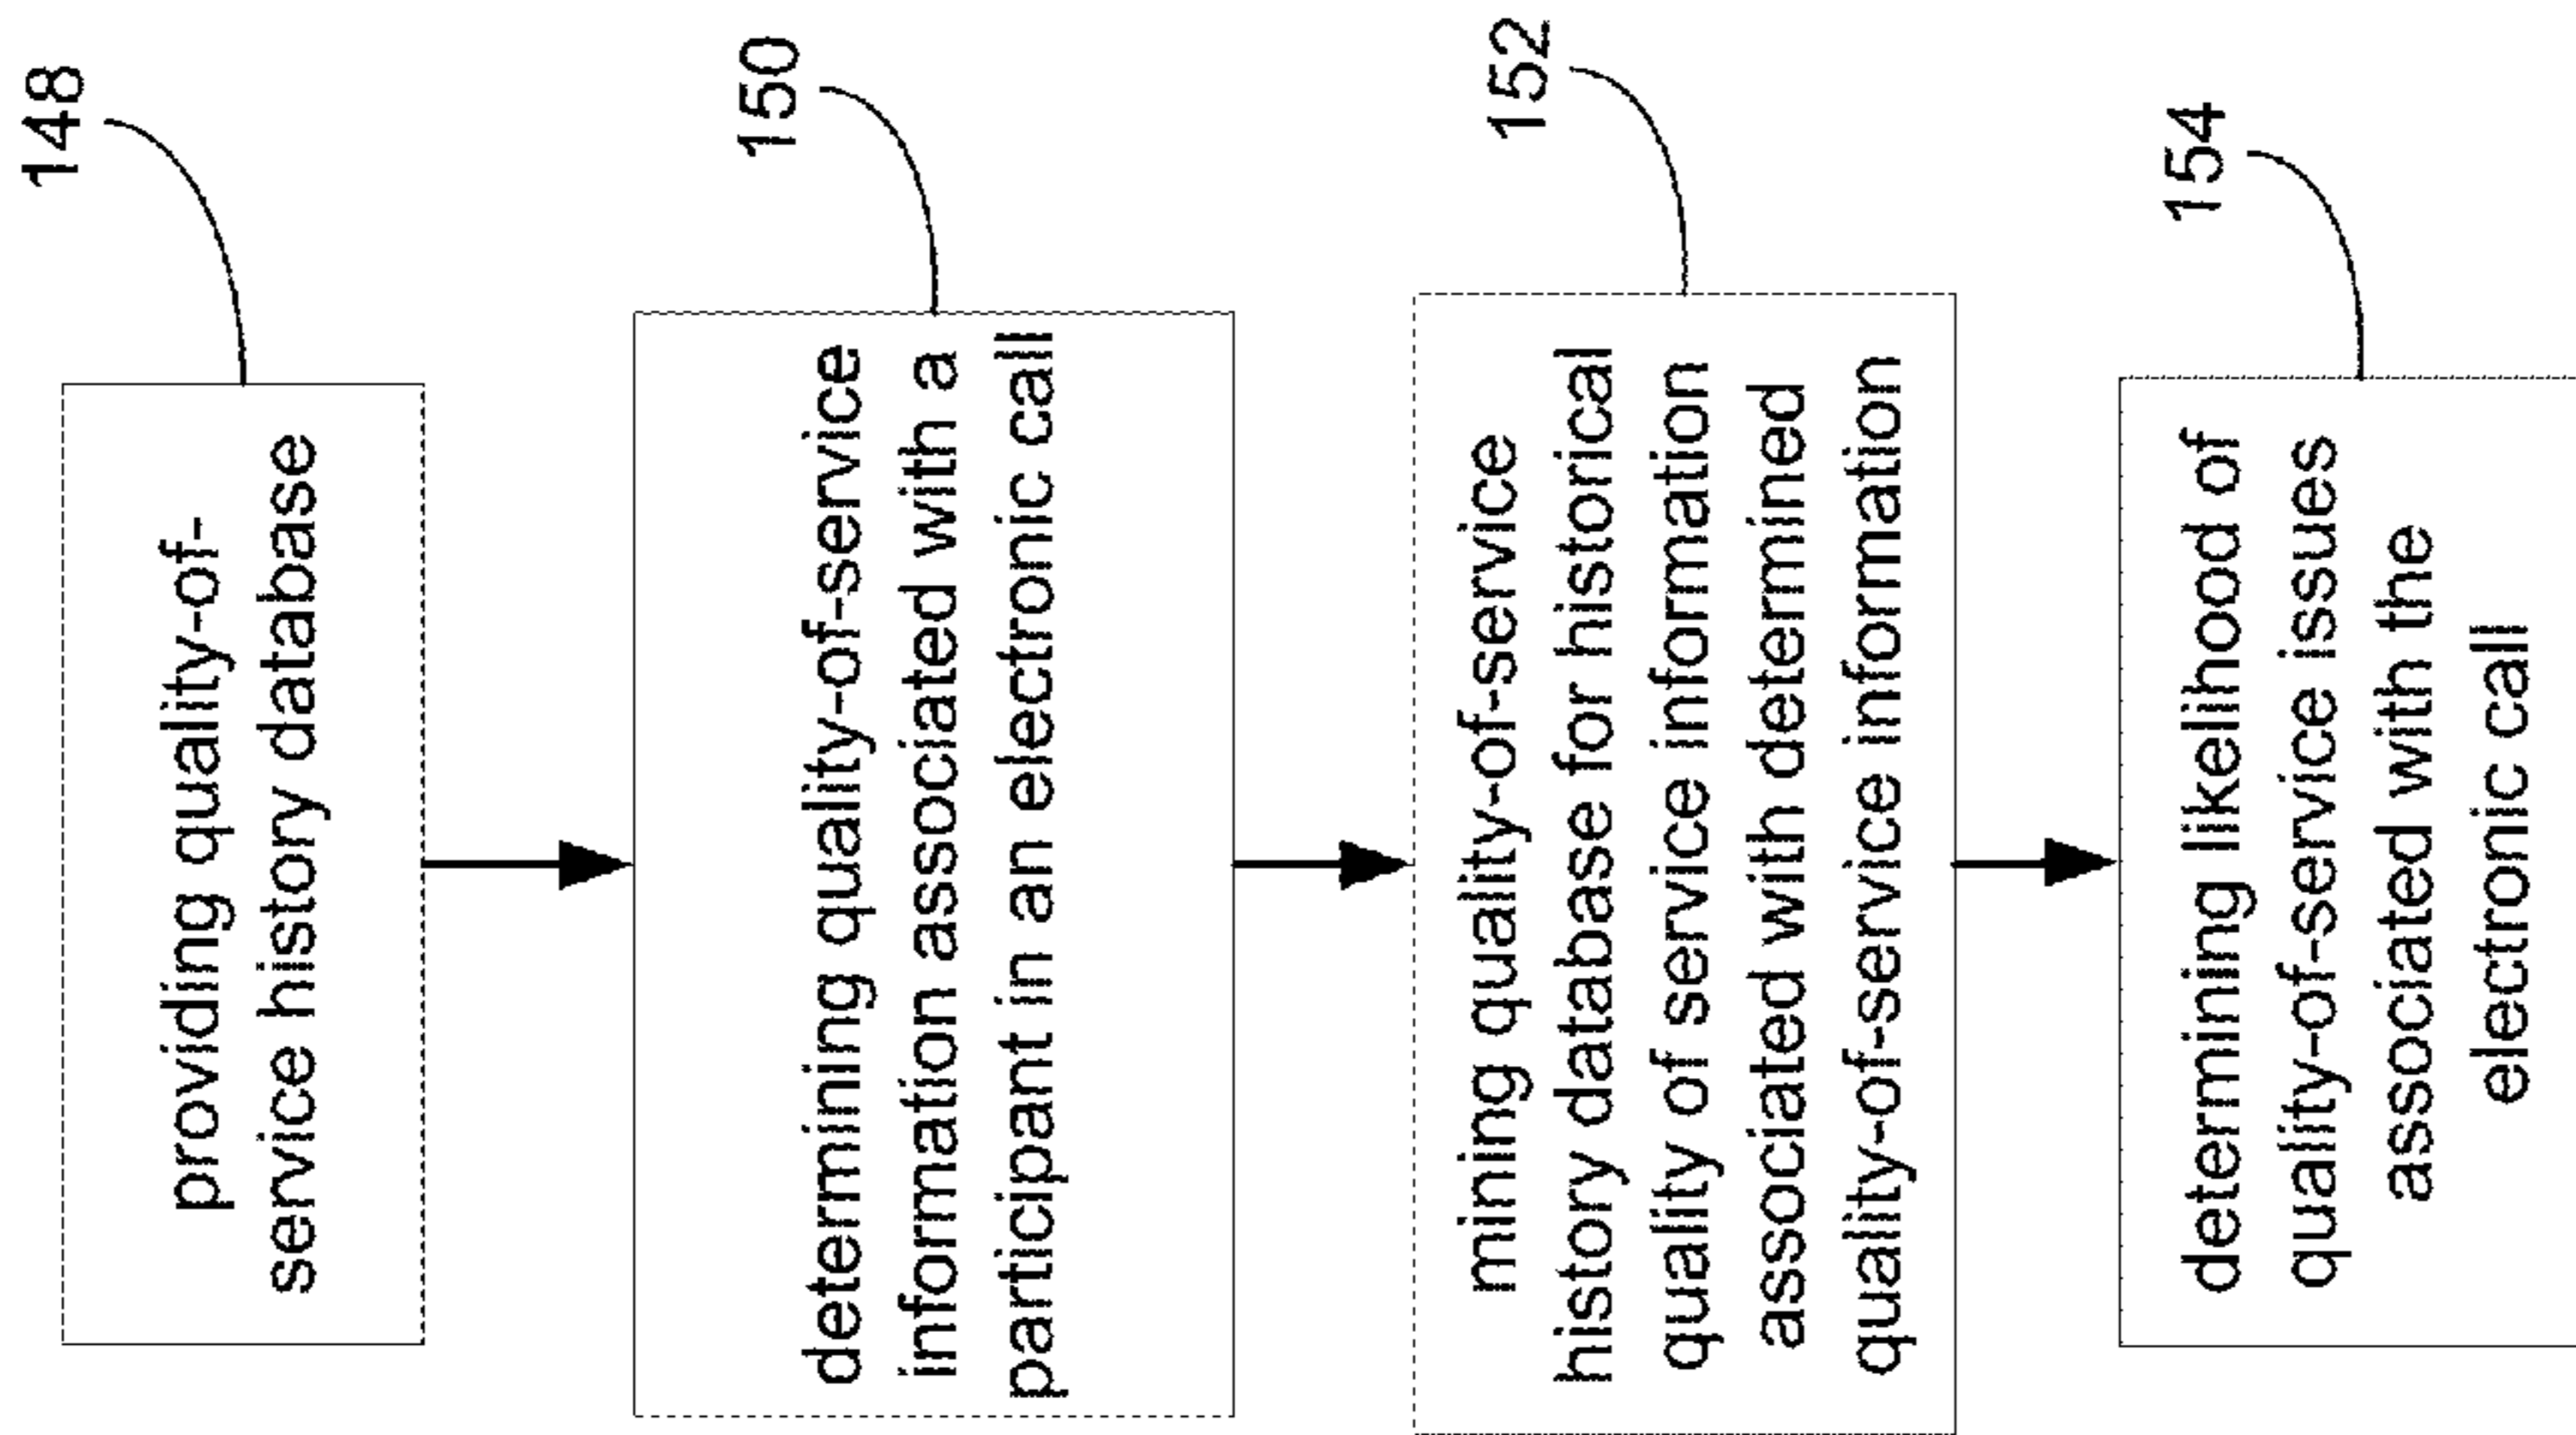 148
providing quality-of-
service history database
150
determining quality-of-service
information associated with a
participant in an electronic call
152
mining quality-of-service
history database for historical
quality of service information
associated with determined
quality-of-service information
154
determining likelihood of
quality-of-service issues
associated with the
electronic call